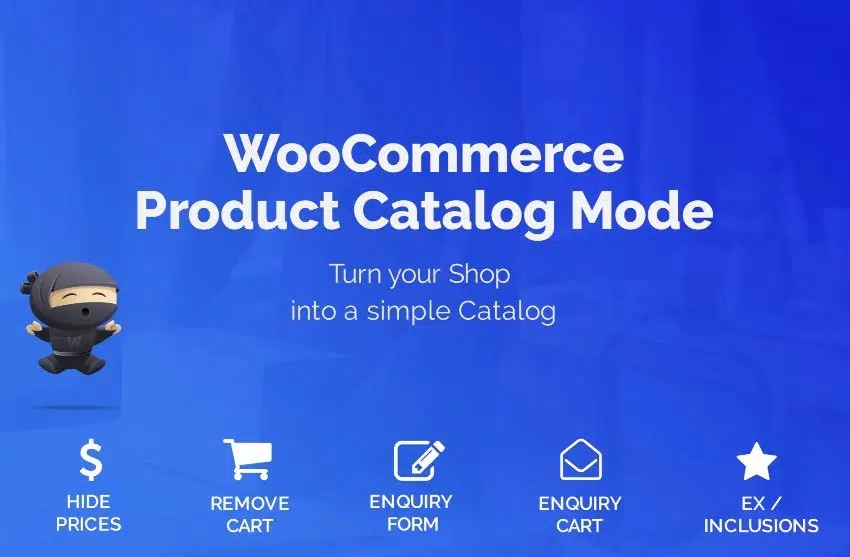 WooCommerce
Product Catalog Mode
Turn your Shop
into a simple Catalog
HIDE
PRICES
REMOVE
CART
ENQUIRY
FORM
ENQUIRY
CART
EX /
INCLUSIONS